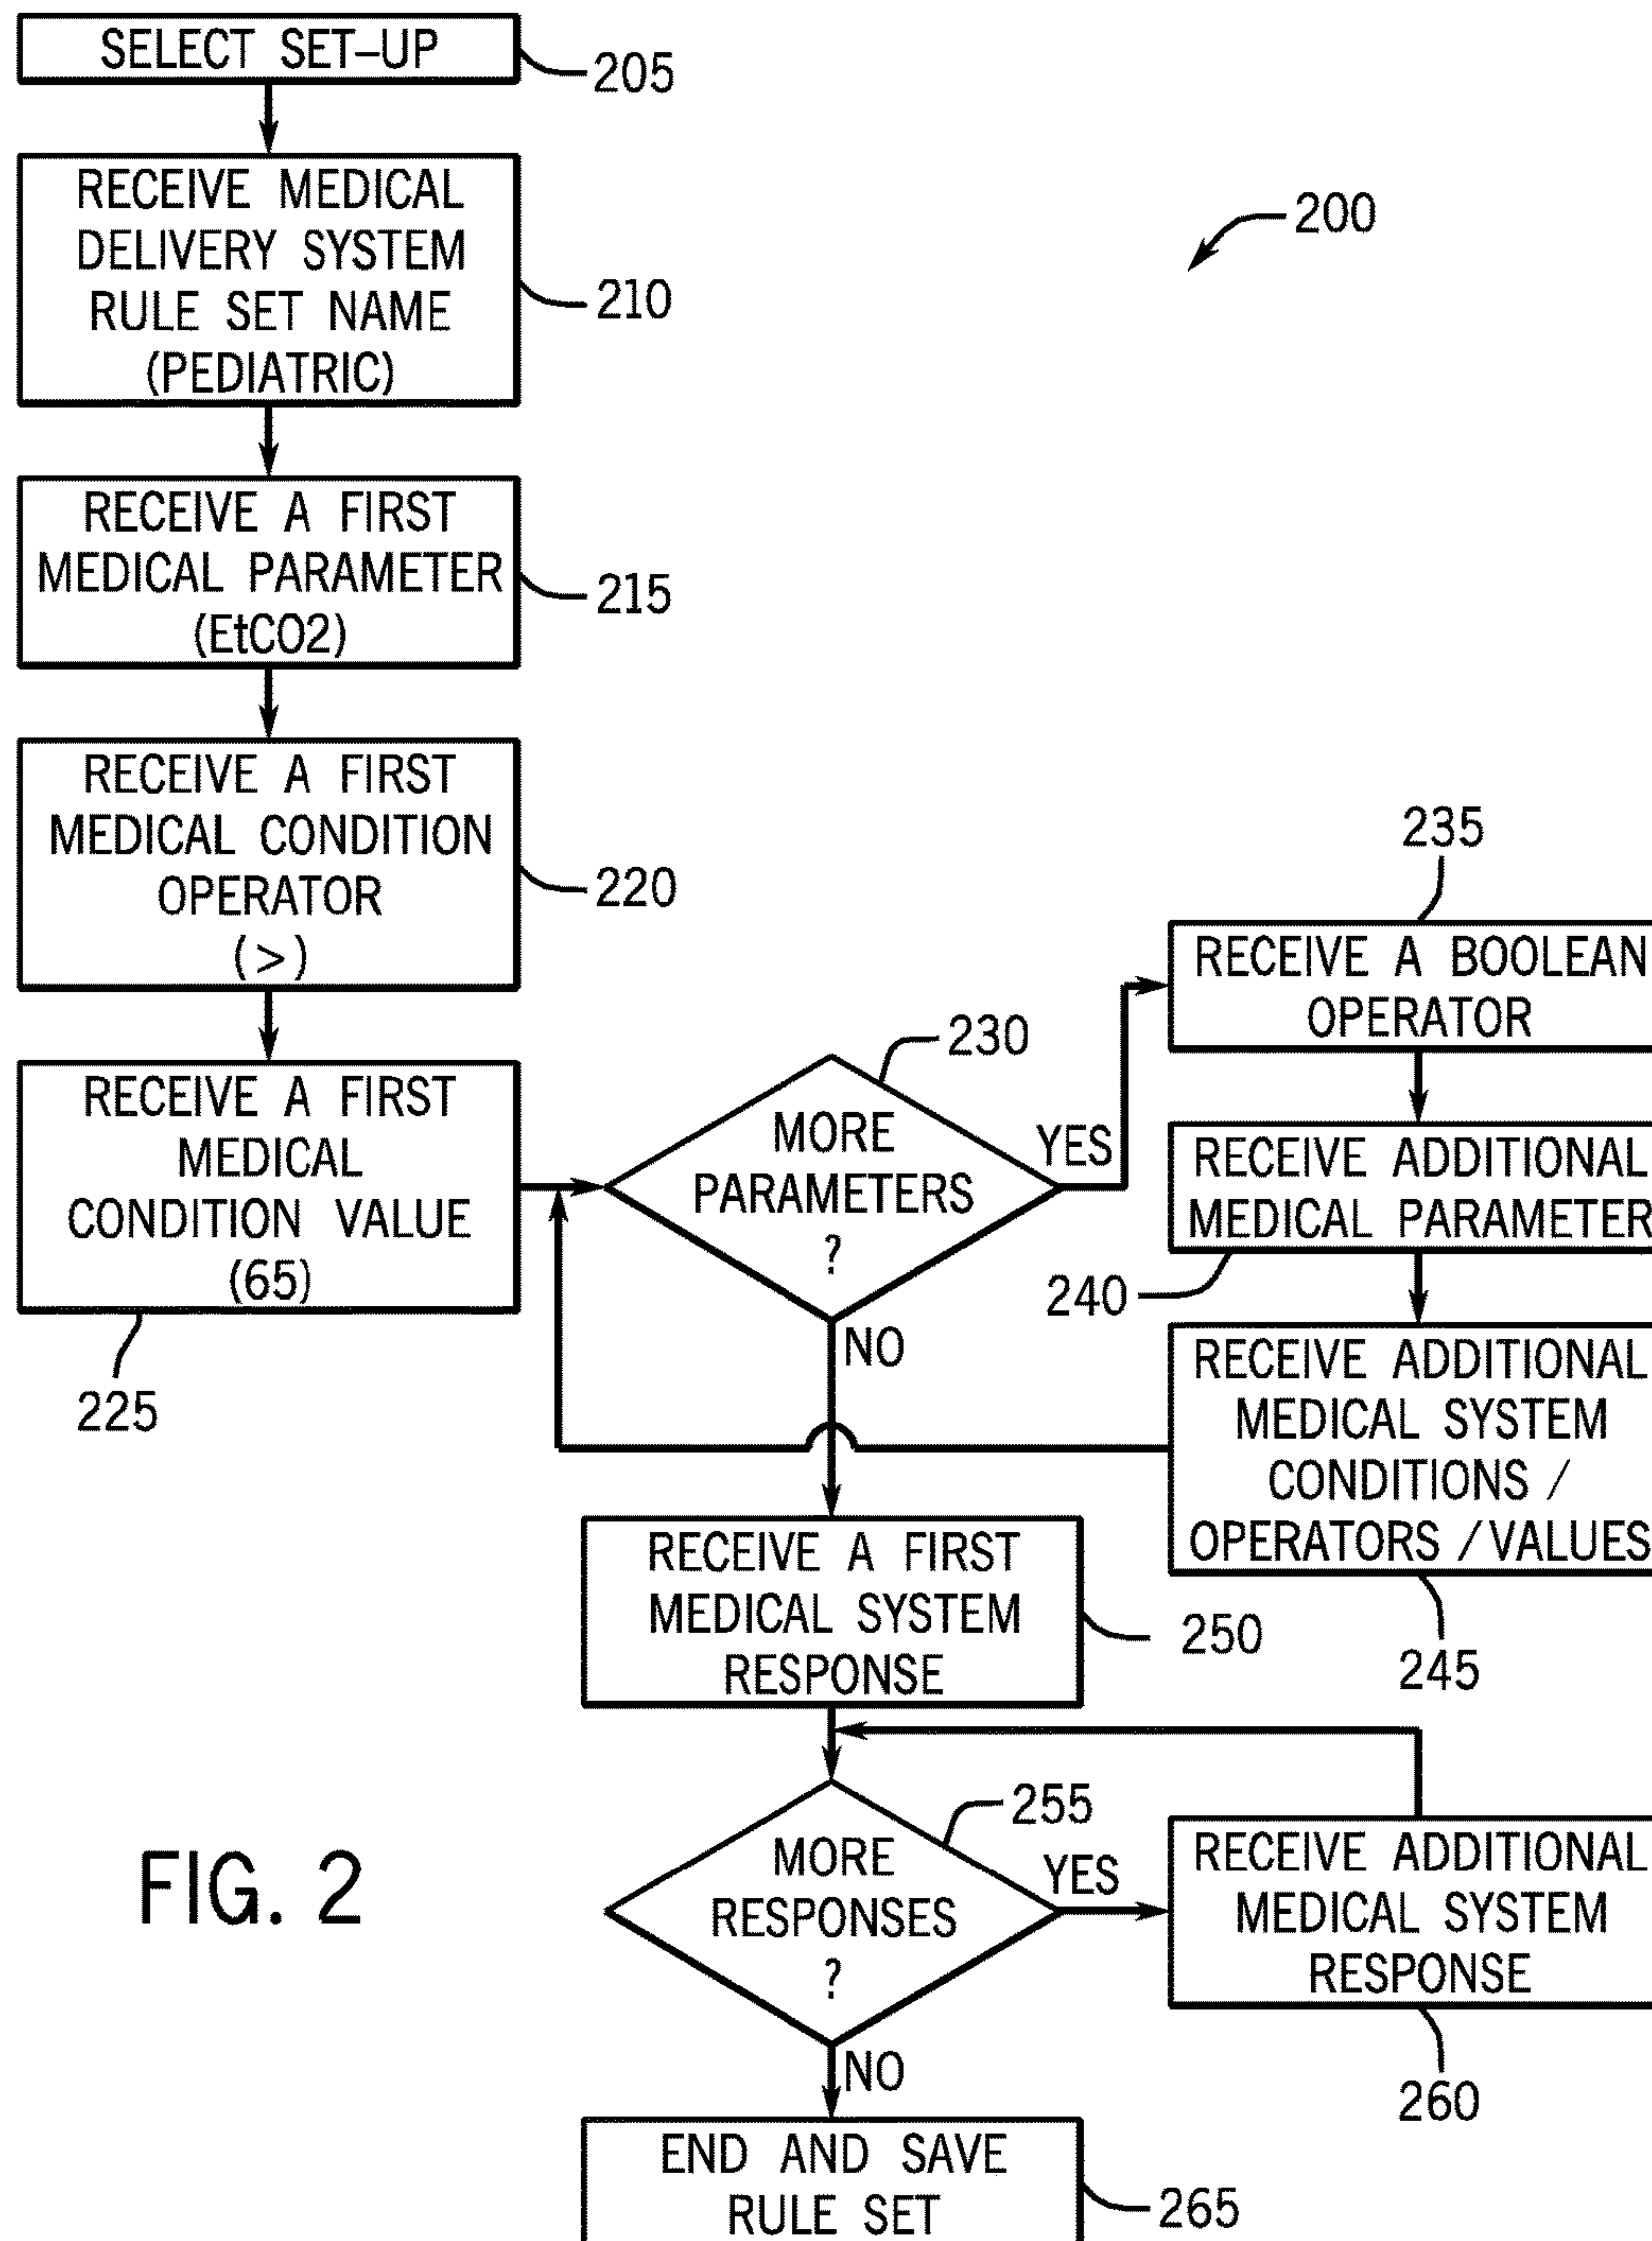 SELECT SET-UP
205
RECEIVE MEDICAL
DELIVERY SYSTEM
RULE SET NAME
(PEDIATRIC)
210
200
RECEIVE A FIRST
MEDICAL PARAMETER
(EtCO2)
215
RECEIVE A FIRST
MEDICAL CONDITION
OPERATOR
(>)
220
RECEIVE A FIRST
MEDICAL
CONDITION VALUE
(65)
225
230
MORE
PARAMETERS
?
YES
NO
235
RECEIVE A BOOLEAN
OPERATOR
RECEIVE ADDITIONAL
MEDICAL PARAMETER
240
RECEIVE ADDITIONAL
MEDICAL SYSTEM
CONDITIONS /
OPERATORS / VALUES
245
RECEIVE A FIRST
MEDICAL SYSTEM
RESPONSE
250
255
MORE
RESPONSES
?
YES
NO
RECEIVE ADDITIONAL
MEDICAL SYSTEM
RESPONSE
260
END AND SAVE
RULE SET
265
FIG. 2